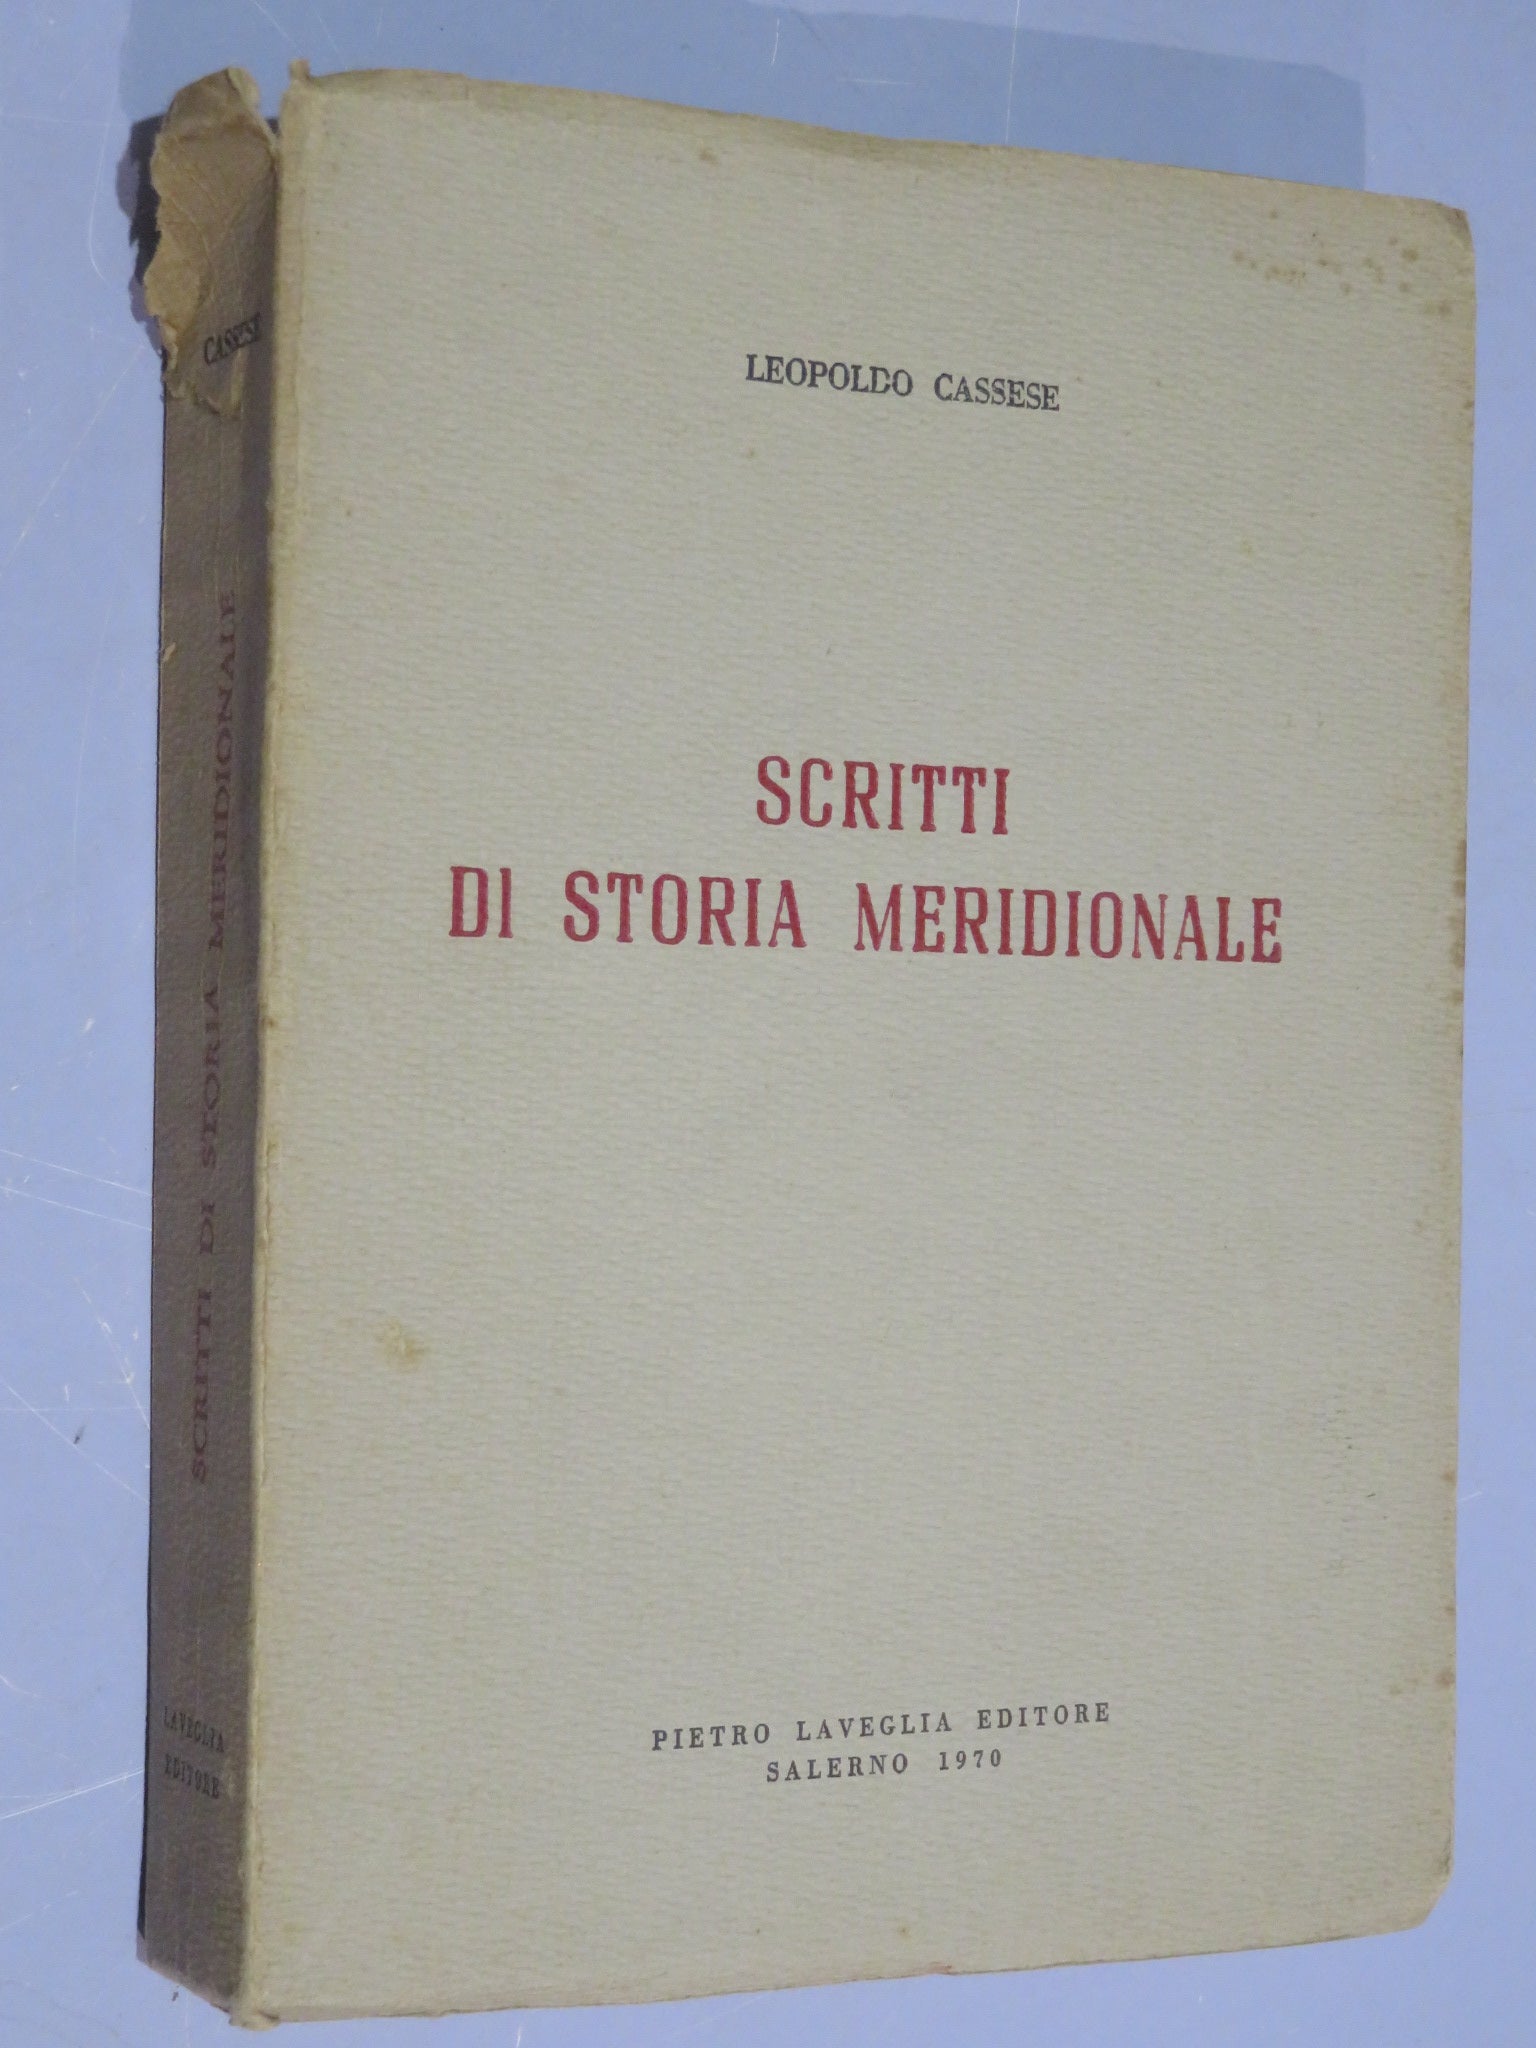 LEOPOLDO CASSESE
SCRITTI
DI STORIA MERIDIONALE
PIETRO LAVEGLIA EDITORE
SALERNO 1970
CASSESE
SCRITTI DI STORIA MERIDIONALE
LAVEGLIA
EDITORE